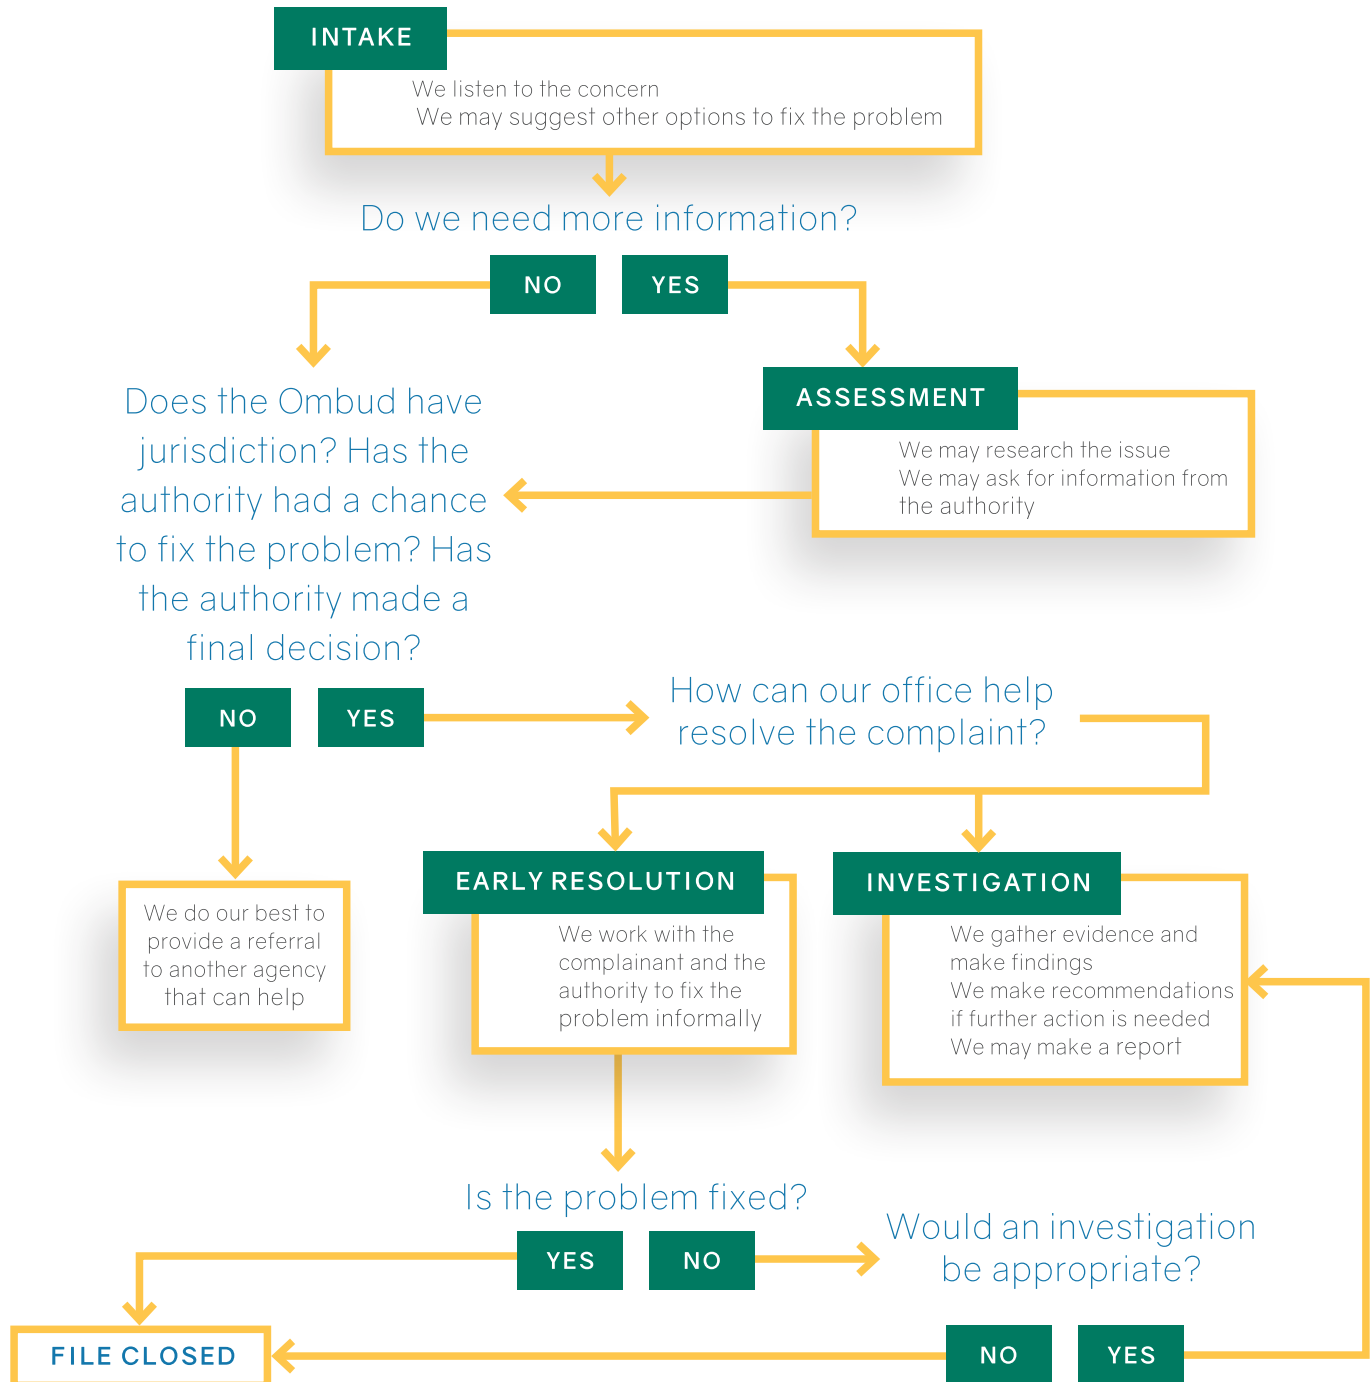 INTAKE
We listen to the concern
We may suggest other options to fix the problem
Do we need more information?
NO
YES
Does the Ombud have
jurisdiction? Has the
authority had a chance
to fix the problem? Has
the authority made a
final decision?
ASSESSMENT
We may research the issue
We may ask for information from
the authority
NO
YES
How can our office help
resolve the complaint?
We do our best to
provide a referral
to another agency
that can help
EARLY RESOLUTION
We work with the
complainant and the
authority to fix the
problem informally
INVESTIGATION
We gather evidence and
make findings
We make recommendations
if further action is needed
We may make a report
Is the problem fixed?
YES
NO
Would an investigation
be appropriate?
FILE CLOSED
NO
YES